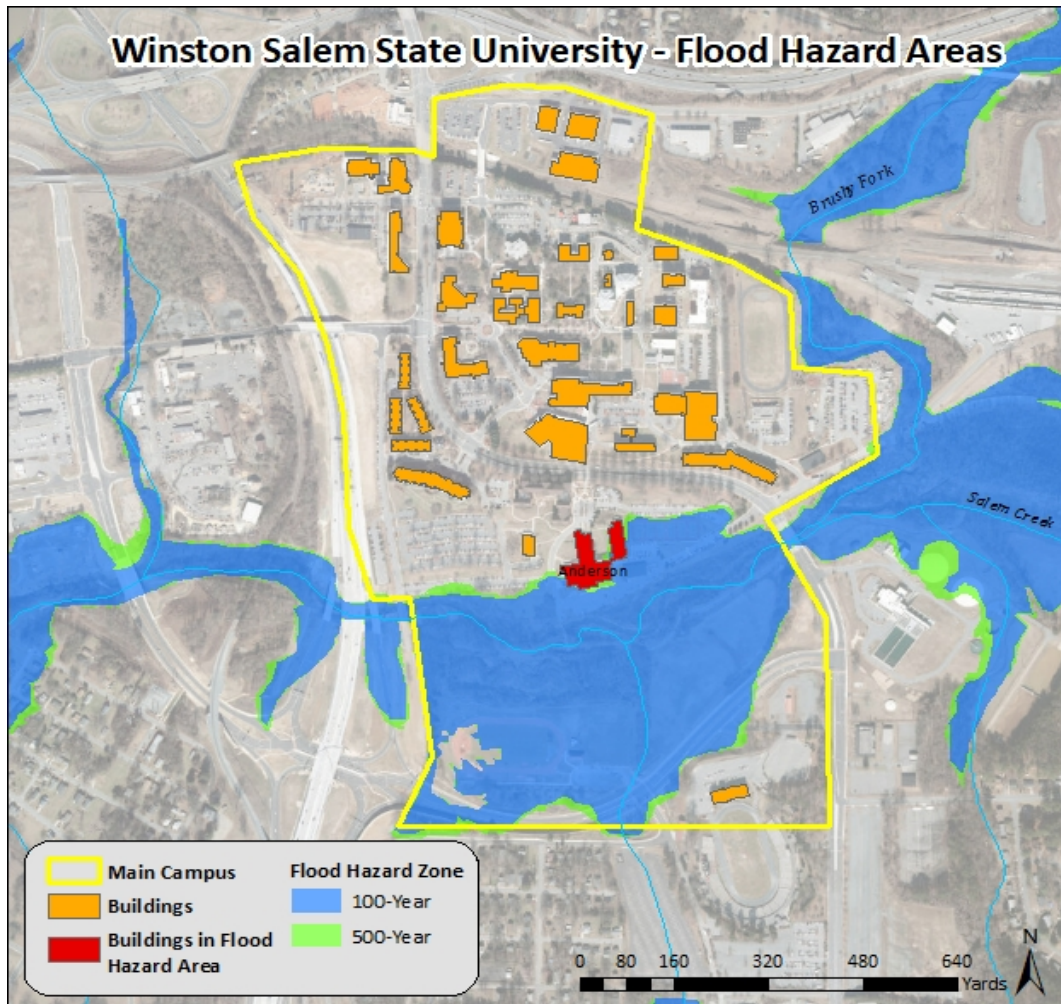 Winston Salem State University - Flood Hazard Areas
Brushy Fork
Salem Creek
Anderson
Main Campus
Buildings
Buildings in Flood
Hazard Area
Flood Hazard Zone
100-Year
500-Year
N
0 80 160 320 480 640
Yards